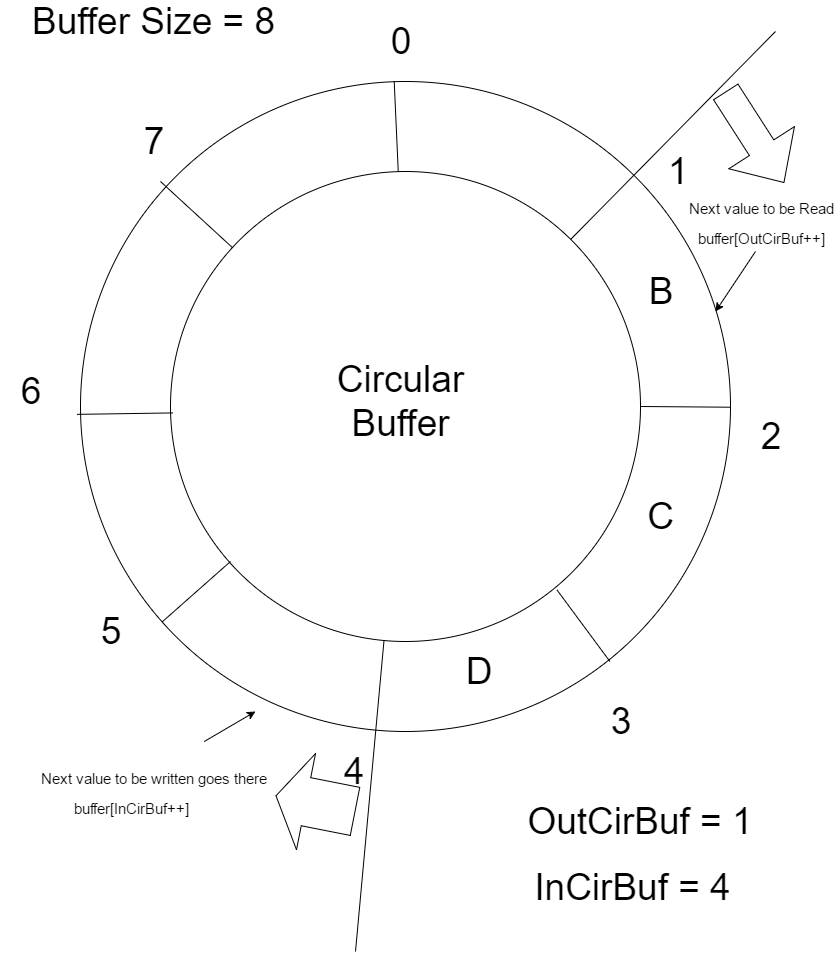 Buffer Size = 8
0
7
1
Next value to be Read
buffer[OutCirBuf++]
B
Circular
Buffer
6
2
C
5
D
3
4
Next value to be written goes there
buffer[InCirBuf++]
OutCirBuf = 1
InCirBuf = 4